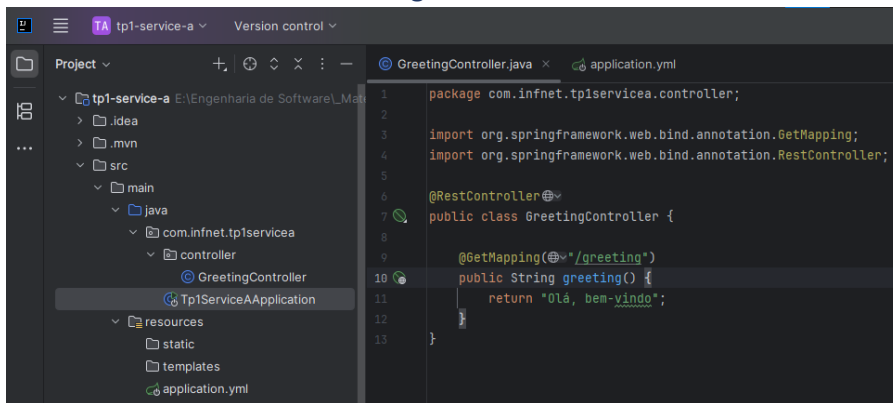 TA tp1-service-a Version control
Project
tp1-service-a E:\Engenharia de Software\_Mate
.idea
.mvn
src
main
java
com.infnet.tp1servicea
controller
GreetingController
Tp1ServiceAApplication
resources
static
templates
application.yml
GreetingController.java application.yml
1 package com.infnet.tp1servicea.controller;
2
3 import org.springframework.web.bind.annotation.GetMapping;
4 import org.springframework.web.bind.annotation.RestController;
5
6 @RestController
7 public class GreetingController {
8
9 @GetMapping("/greeting")
10 public String greeting() {
11 return "Olá, bem-vindo";
12 }
13 }